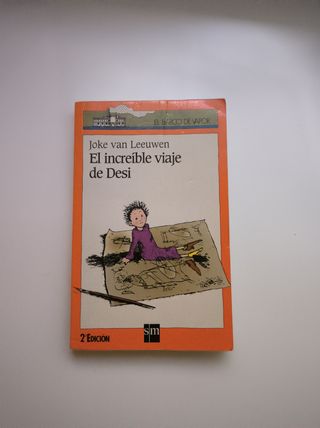 EL BARCO DE VAPOR
Joke van Leeuwen
El increíble viaje
de Desi
2ª EDICIÓN
sm